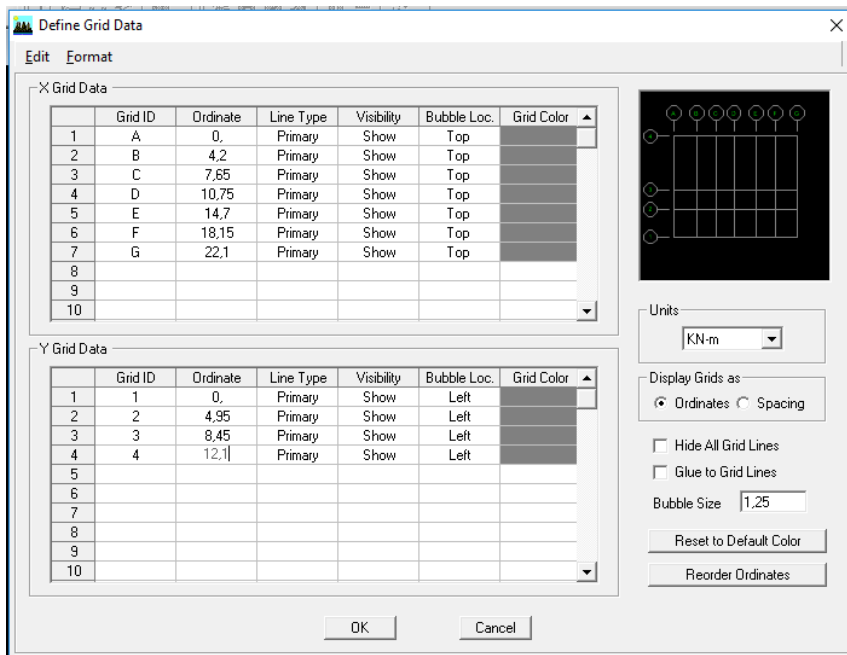 Define Grid Data
Edit Format
X Grid Data
Grid ID Ordinate Line Type Visibility Bubble Loc. Grid Color
1 A 0, Primary Show Top
2 B 4,2 Primary Show Top
3 C 7,65 Primary Show Top
4 D 10,75 Primary Show Top
5 E 14,7 Primary Show Top
6 F 18,15 Primary Show Top
7 G 22,1 Primary Show Top
8
9
10
Y Grid Data
Grid ID Ordinate Line Type Visibility Bubble Loc. Grid Color
1 1 0, Primary Show Left
2 2 4,95 Primary Show Left
3 3 8,45 Primary Show Left
4 4 12,1 Primary Show Left
5
6
7
8
9
10
A B C D E F G
4
3
2
1
Units
KN-m
Display Grids as
Ordinates Spacing
Hide All Grid Lines
Glue to Grid Lines
Bubble Size 1,25
Reset to Default Color
Reorder Ordinates
OK Cancel